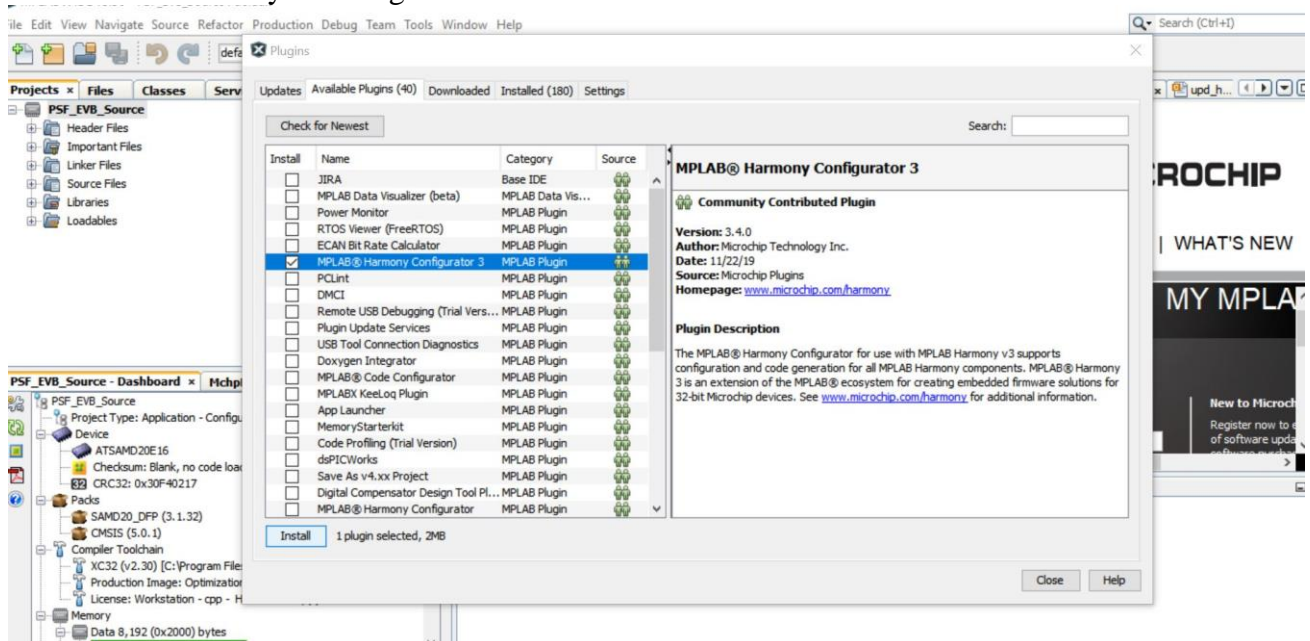 ile Edit View Navigate Source Refactor Production Debug Team Tools Window Help
Search (Ctrl+I)
defa
Plugins
Projects Files Classes Serv
PSF_EVB_Source
Header Files
Important Files
Linker Files
Source Files
Libraries
Loadables
Updates Available Plugins (40) Downloaded Installed (180) Settings
Check for Newest
Search:
Install Name Category Source
JIRA Base IDE
MPLAB Data Visualizer (beta) MPLAB Data Vis...
Power Monitor MPLAB Plugin
RTOS Viewer (FreeRTOS) MPLAB Plugin
ECAN Bit Rate Calculator MPLAB Plugin
MPLAB® Harmony Configurator 3 MPLAB Plugin
PCLint MPLAB Plugin
DMCI MPLAB Plugin
Remote USB Debugging (Trial Vers... MPLAB Plugin
Plugin Update Services MPLAB Plugin
USB Tool Connection Diagnostics MPLAB Plugin
Doxygen Integrator MPLAB Plugin
MPLAB® Code Configurator MPLAB Plugin
MPLABX KeeLoq Plugin MPLAB Plugin
App Launcher MPLAB Plugin
MemoryStarterkit MPLAB Plugin
Code Profiling (Trial Version) MPLAB Plugin
dsPICWorks MPLAB Plugin
Save As v4.xx Project MPLAB Plugin
Digital Compensator Design Tool Pl... MPLAB Plugin
MPLAB® Harmony Configurator MPLAB Plugin
MPLAB® Harmony Configurator 3
Community Contributed Plugin
Version: 3.4.0
Author: Microchip Technology Inc.
Date: 11/22/19
Source: Microchip Plugins
Homepage: www.microchip.com/harmony
Plugin Description
The MPLAB® Harmony Configurator for use with MPLAB Harmony v3 supports
configuration and code generation for all MPLAB Harmony components. MPLAB® Harmony
3 is an extension of the MPLAB® ecosystem for creating embedded firmware solutions for
32-bit Microchip devices. See www.microchip.com/harmony for additional information.
Install 1 plugin selected, 2MB
Close Help
upd_h...
ROCHIP
| WHAT'S NEW
MY MPLA
New to Microch
Register now to e
of software upda
PSF_EVB_Source - Dashboard Mchpl
PSF_EVB_Source
Project Type: Application - Configu
Device
ATSAMD20E16
Checksum: Blank, no code load
CRC32: 0x30F40217
Packs
SAMD20_DFP (3.1.32)
CMSIS (5.0.1)
Compiler Toolchain
XC32 (v2.30) [C:\Program File
Production Image: Optimization
License: Workstation - cpp - H
Memory
Data 8,192 (0x2000) bytes